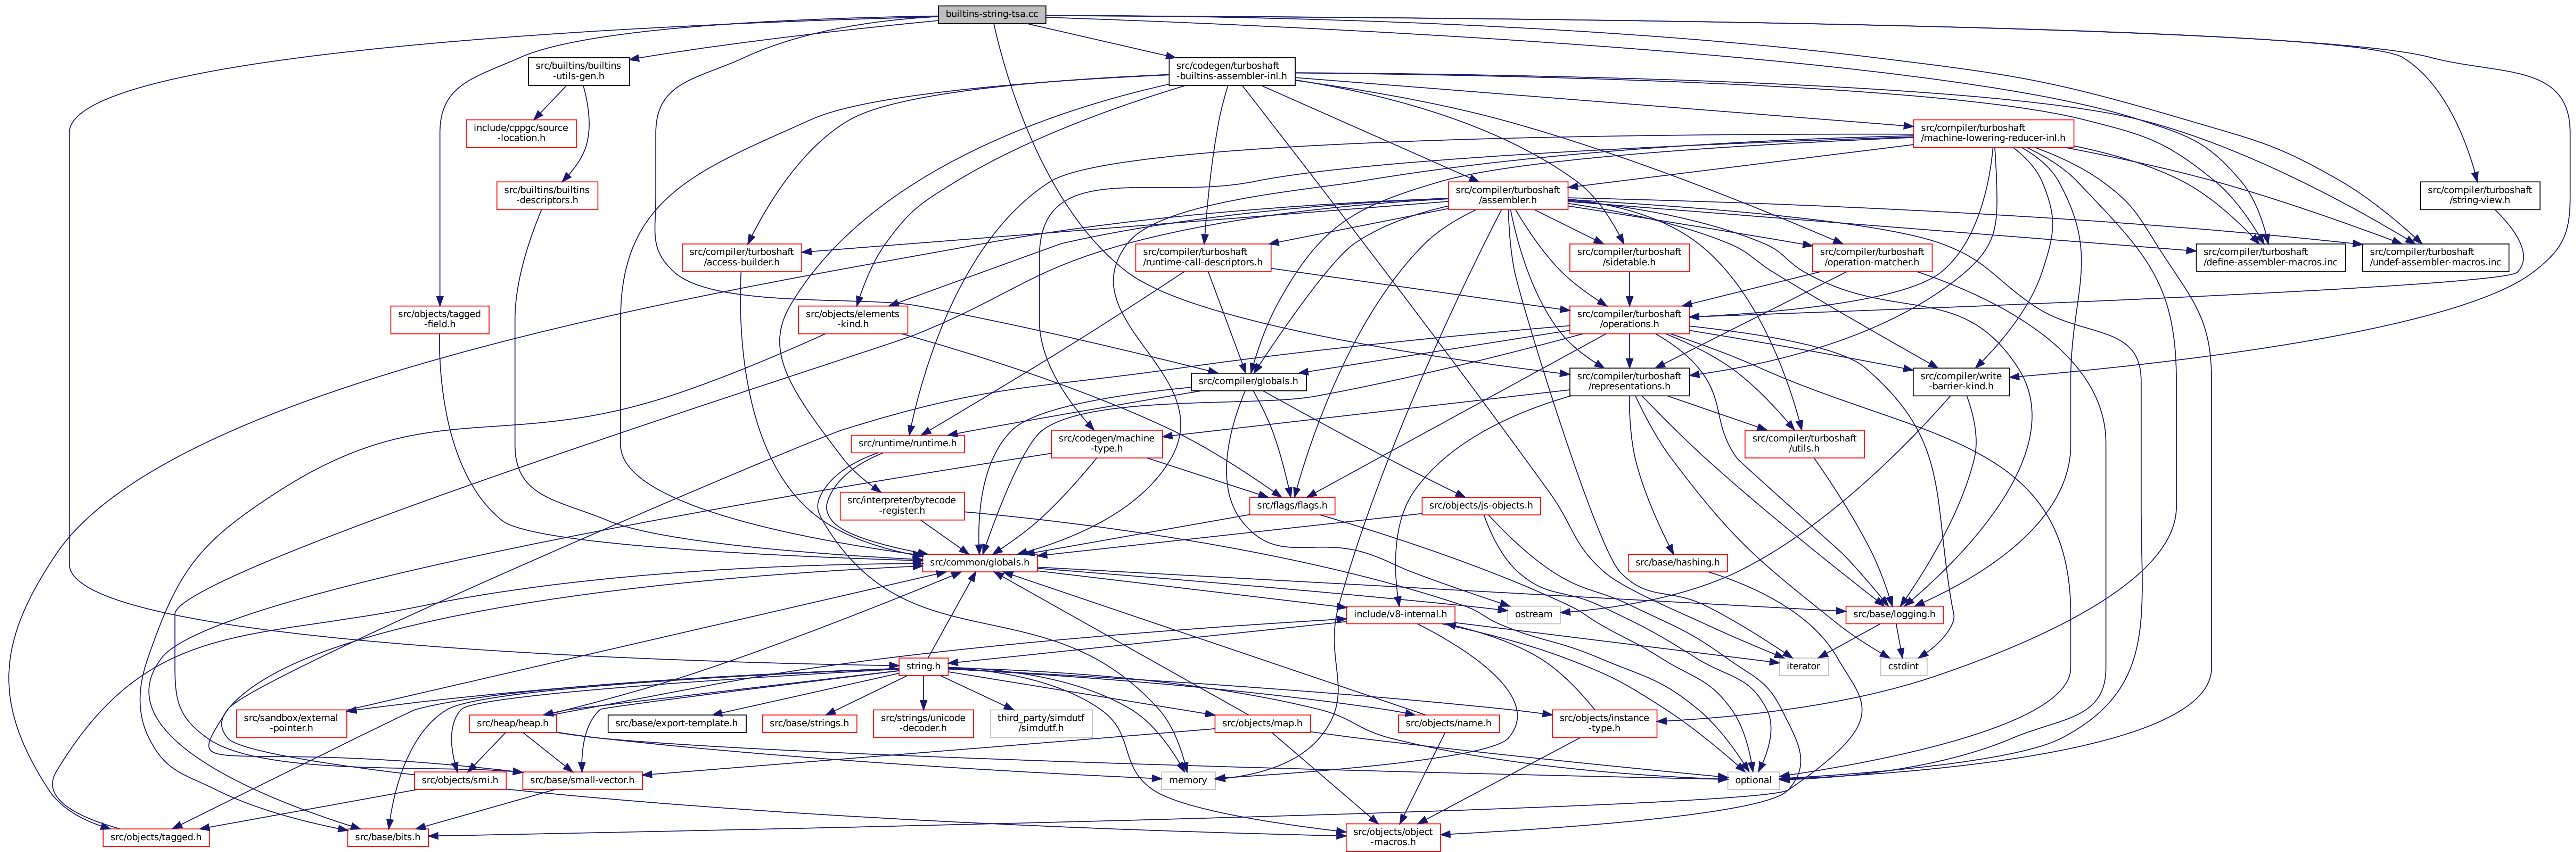 builtins-string-tsa.cc
src/builtins/builtins
-utils-gen.h
src/codegen/turboshaft
-builtins-assembler-inl.h
include/cppgc/source
-location.h
src/compiler/turboshaft
/machine-lowering-reducer-inl.h
src/builtins/builtins
-descriptors.h
src/compiler/turboshaft
/assembler.h
src/compiler/turboshaft
/string-view.h
src/compiler/turboshaft
/access-builder.h
src/compiler/turboshaft
/runtime-call-descriptors.h
src/compiler/turboshaft
/sidetable.h
src/compiler/turboshaft
/operation-matcher.h
src/compiler/turboshaft
/define-assembler-macros.inc
src/compiler/turboshaft
/undef-assembler-macros.inc
src/objects/tagged
-field.h
src/objects/elements
-kind.h
src/compiler/turboshaft
/operations.h
src/compiler/globals.h
src/compiler/turboshaft
/representations.h
src/compiler/write
-barrier-kind.h
src/runtime/runtime.h
src/codegen/machine
-type.h
src/compiler/turboshaft
/utils.h
src/interpreter/bytecode
-register.h
src/flags/flags.h
src/objects/js-objects.h
src/common/globals.h
src/base/hashing.h
include/v8-internal.h
ostream
src/base/logging.h
string.h
iterator
cstdint
src/sandbox/external
-pointer.h
src/heap/heap.h
src/base/export-template.h
src/base/strings.h
src/strings/unicode
-decoder.h
third_party/simdutf
/simdutf.h
src/objects/map.h
src/objects/name.h
src/objects/instance
-type.h
src/objects/smi.h
src/base/small-vector.h
memory
optional
src/objects/tagged.h
src/base/bits.h
src/objects/object
-macros.h